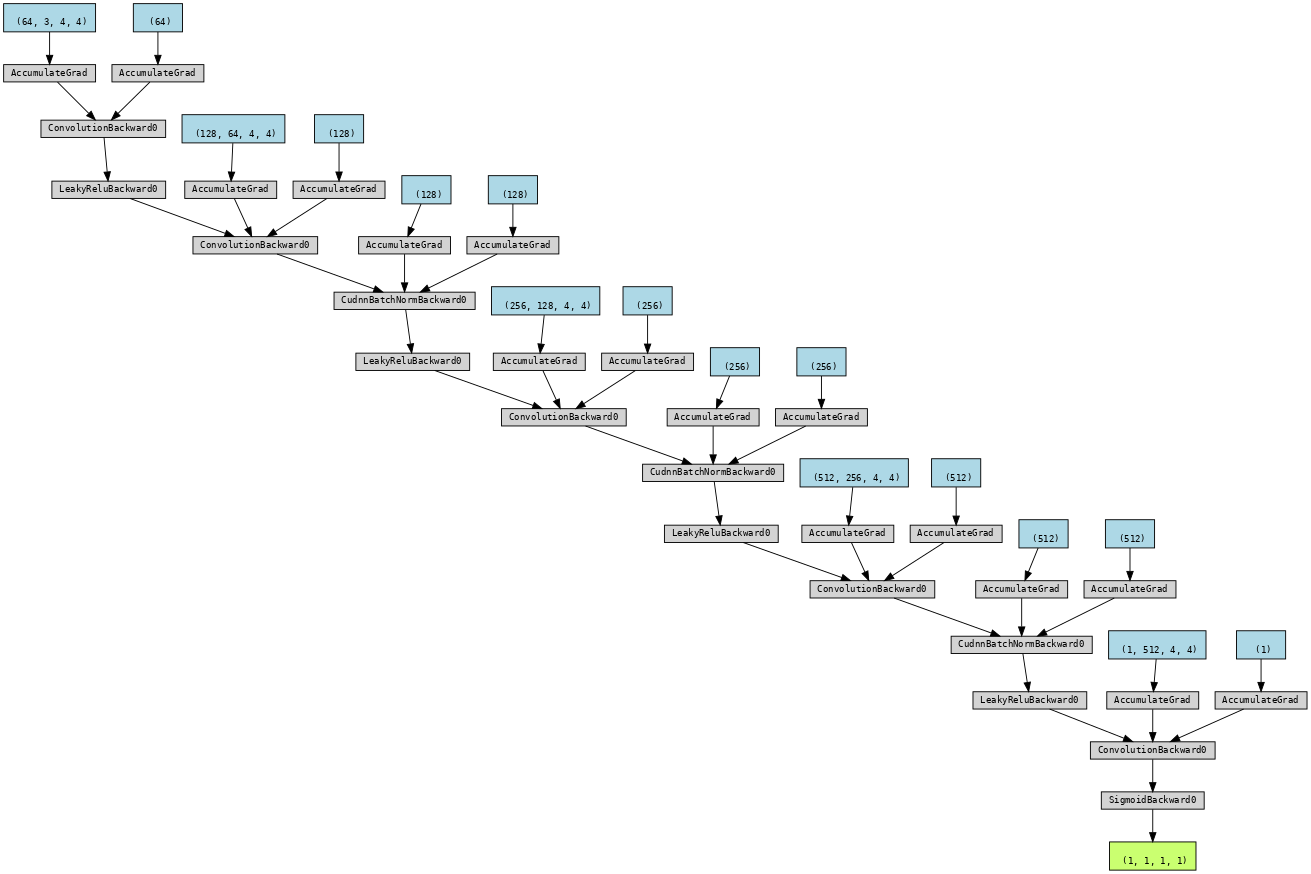 (64, 3, 4, 4)
(64)
AccumulateGrad
AccumulateGrad
ConvolutionBackward0
(128, 64, 4, 4)
(128)
LeakyReluBackward0
AccumulateGrad
AccumulateGrad
(128)
(128)
ConvolutionBackward0
AccumulateGrad
AccumulateGrad
CudnnBatchNormBackward0
(256, 128, 4, 4)
(256)
LeakyReluBackward0
AccumulateGrad
AccumulateGrad
(256)
(256)
ConvolutionBackward0
AccumulateGrad
AccumulateGrad
CudnnBatchNormBackward0
(512, 256, 4, 4)
(512)
LeakyReluBackward0
AccumulateGrad
AccumulateGrad
(512)
(512)
ConvolutionBackward0
AccumulateGrad
AccumulateGrad
CudnnBatchNormBackward0
(1, 512, 4, 4)
(1)
LeakyReluBackward0
AccumulateGrad
AccumulateGrad
ConvolutionBackward0
SigmoidBackward0
(1, 1, 1, 1)